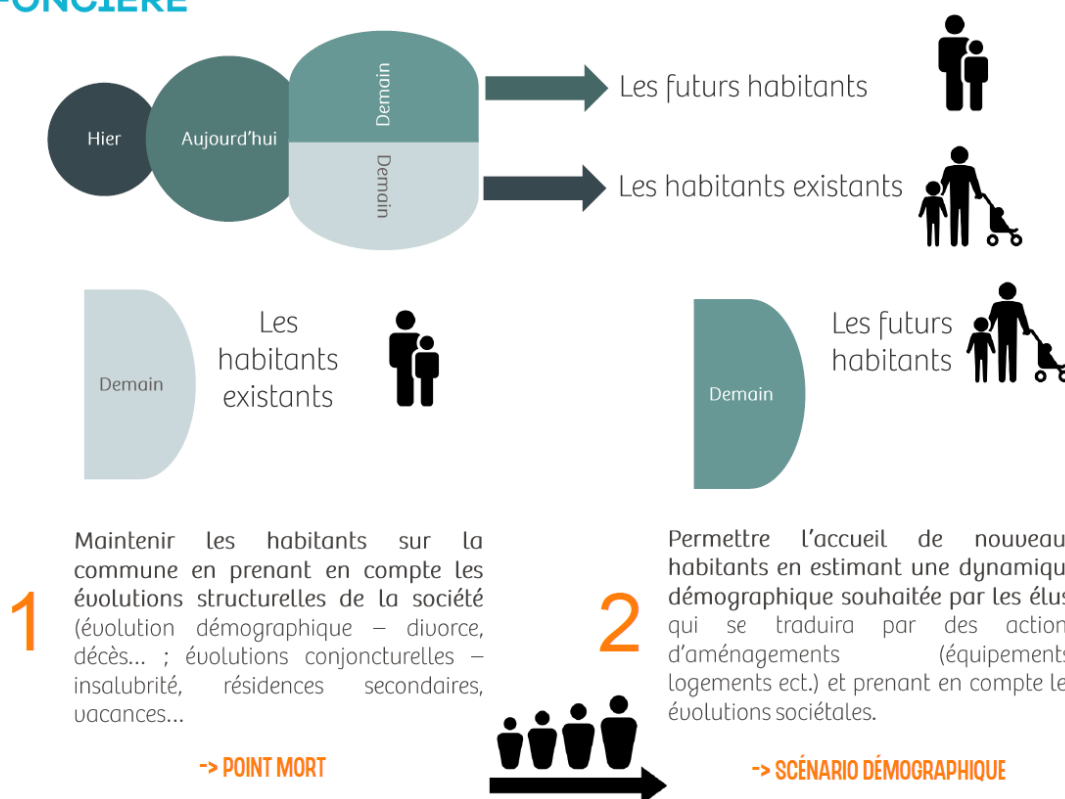 FONCIÈRE
Hier
Aujourd'hui
Demain
Demain
Les futurs habitants
Les habitants existants
Demain
Les
habitants
existants
Demain
Les futurs
habitants
1
Maintenir les habitants sur la
commune en prenant en compte les
évolutions structurelles de la société
(évolution démographique – divorce,
décès... ; évolutions conjoncturelles –
insalubrité, résidences secondaires,
vacances...
-> POINT MORT
2
Permettre l'accueil de nouveau
habitants en estimant une dynamiqu
démographique souhaitée par les élus
qui se traduira par des action
d'aménagements (équipements
logements ect.) et prenant en compte le
évolutions sociétales.
-> SCÉNARIO DÉMOGRAPHIQUE